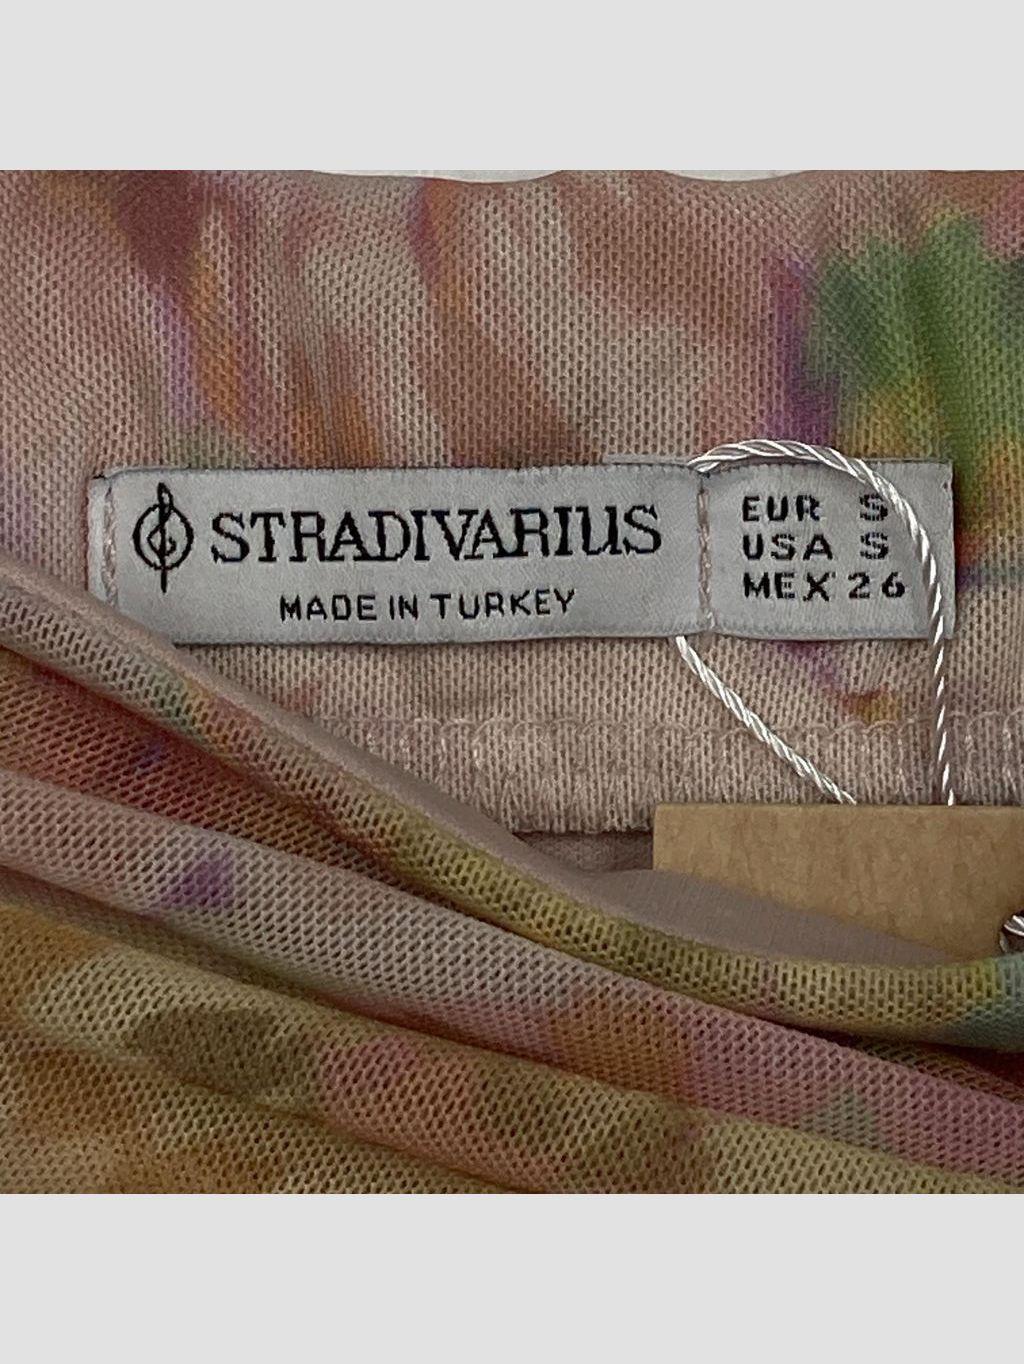 STRADIVARIUS
MADE IN TURKEY
EUR S
USA S
MEX 26